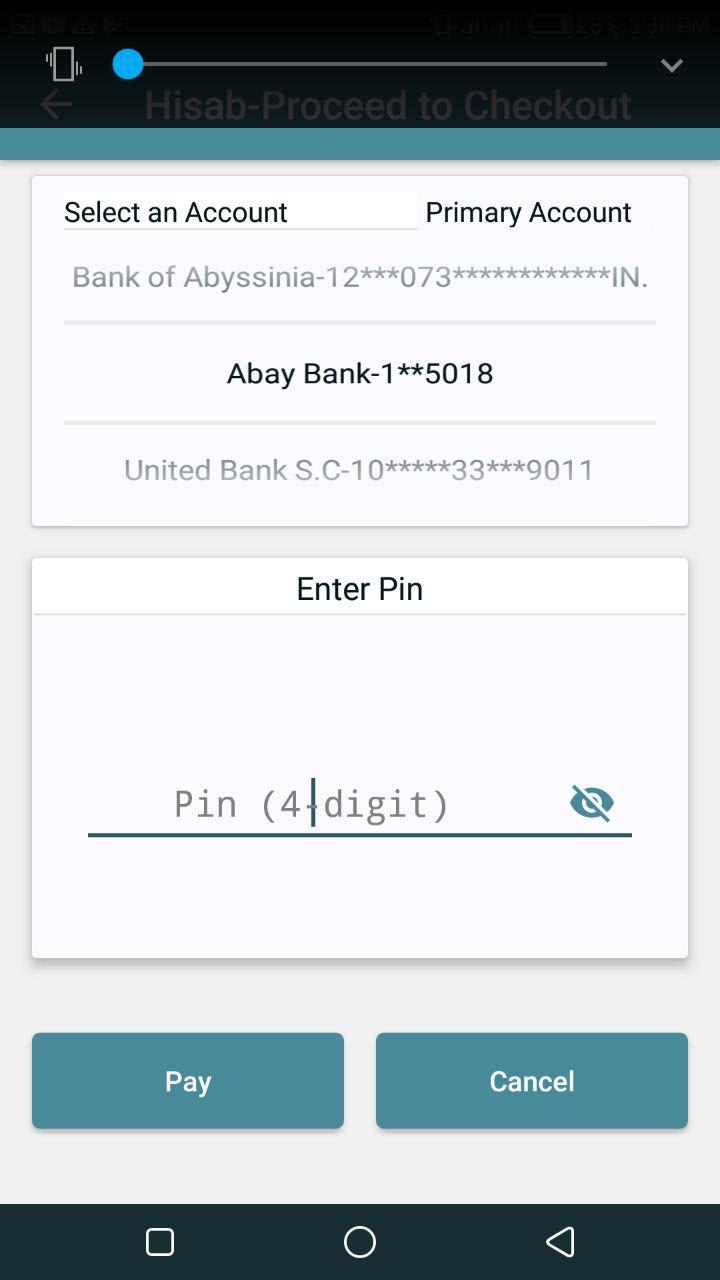 23% 3:30 PM
Hisab-Proceed to Checkout
Select an Account Primary Account
Bank of Abyssinia-12***073************IN.
Abay Bank-1**5018
United Bank S.C-10*****33***9011
Enter Pin
Pin (4-digit)
Pay Cancel